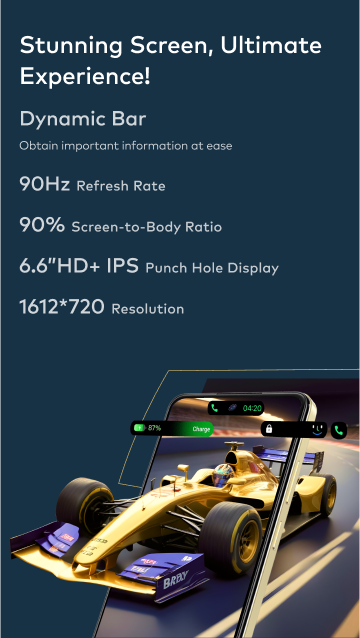 Stunning Screen, Ultimate
Experience!
Dynamic Bar
Obtain important information at ease
90Hz Refresh Rate
90% Screen-to-Body Ratio
6.6”HD+ IPS Punch Hole Display
1612*720 Resolution
04:20
87%
Charge